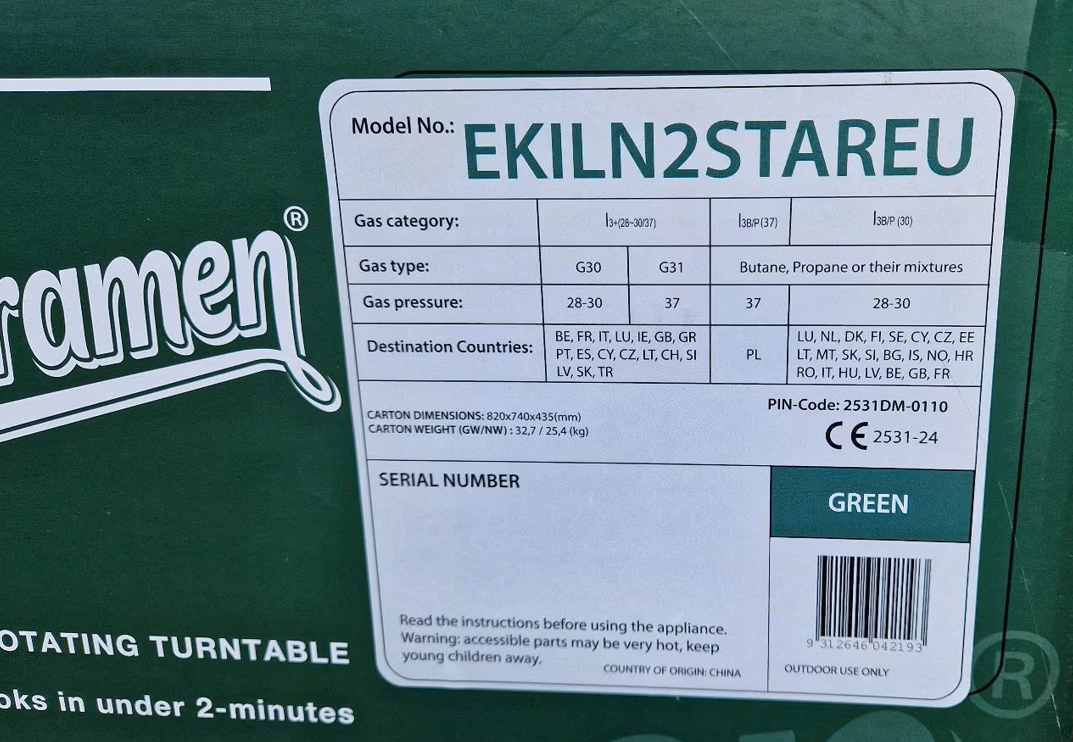 Model No.: EKILN2STAREU
Gas category: I3+(28~30/37) I3B/P(37) I3B/P (30)
Gas type: G30 G31 Butane, Propane or their mixtures
Gas pressure: 28-30 37 37 28-30
Destination Countries:
BE, FR, IT, LU, IE, GB, GR
PT, ES, CY, CZ, LT, CH, SI
LV, SK, TR
PL
LU, NL, DK, FI, SE, CY, CZ, EE
LT, MT, SK, SI, BG, IS, NO, HR
RO, IT, HU, LV, BE, GB, FR
CARTON DIMENSIONS: 820x740x435(mm)
CARTON WEIGHT (GW/NW) : 32,7 / 25,4 (kg)
PIN-Code: 2531DM-0110
CE 2531-24
SERIAL NUMBER
GREEN
9 312646 042193
Read the instructions before using the appliance.
Warning: accessible parts may be very hot, keep
young children away.
COUNTRY OF ORIGIN: CHINA
OUTDOOR USE ONLY
ramen®
OTATING TURNTABLE
oks in under 2-minutes
®